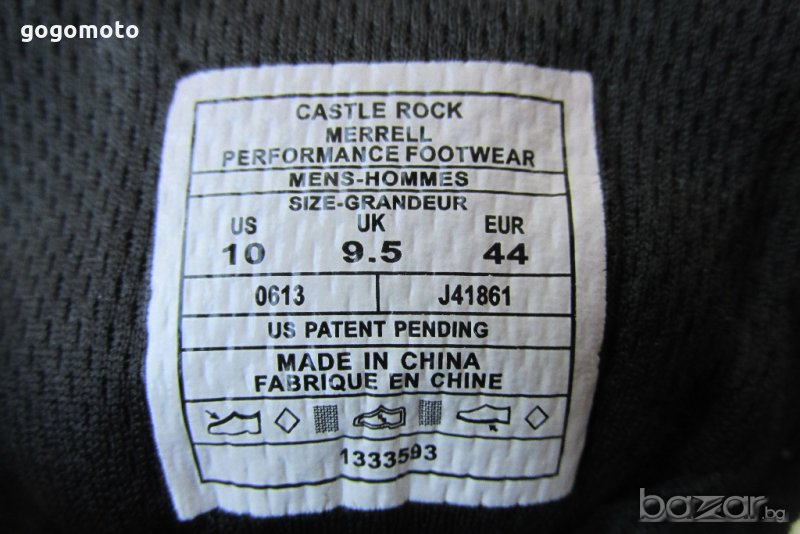 gogomoto
CASTLE ROCK
MERRELL
PERFORMANCE FOOTWEAR
MENS-HOMMES
SIZE-GRANDEUR
US UK EUR
10 9.5 44
0613 J41861
US PATENT PENDING
MADE IN CHINA
FABRIQUE EN CHINE
1333593
bazar.bg